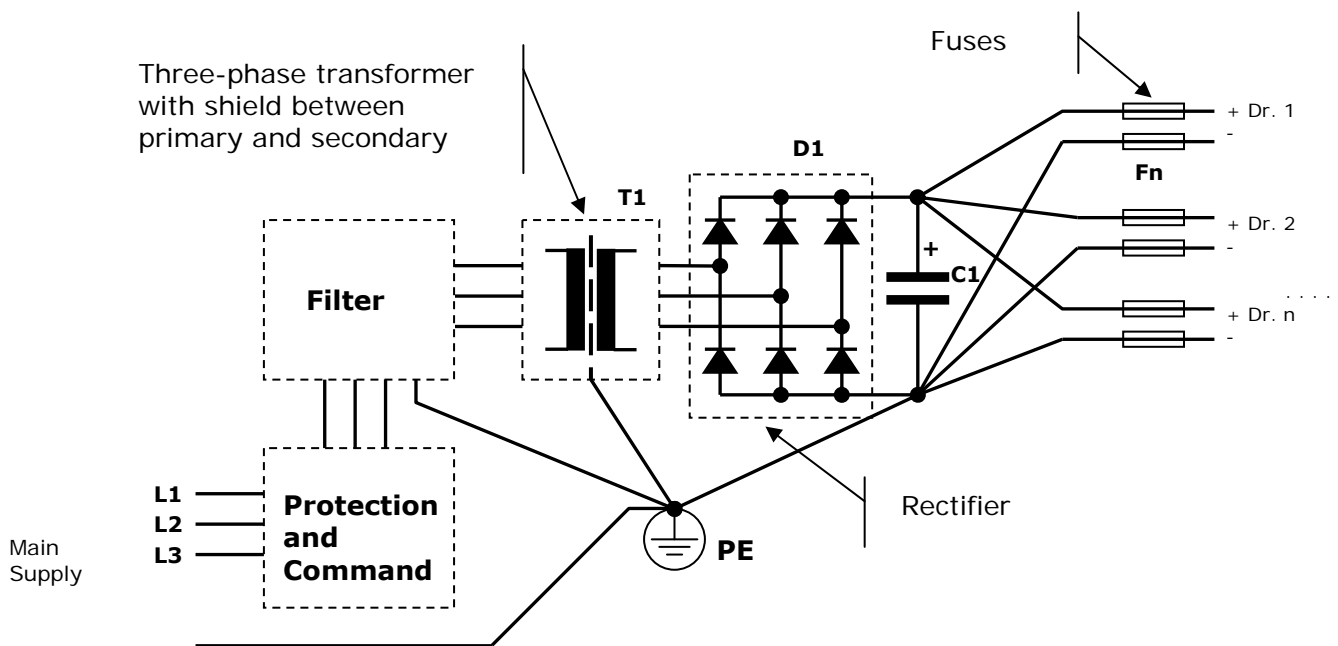 Fuses
Three-phase transformer
with shield between
primary and secondary
+ Dr. 1
-
D1
Fn
T1
+ Dr. 2
-
+
C1
Filter
. . . .
+ Dr. n
-
L1
L2
L3
Protection
and
Command
Rectifier
Main
Supply
PE